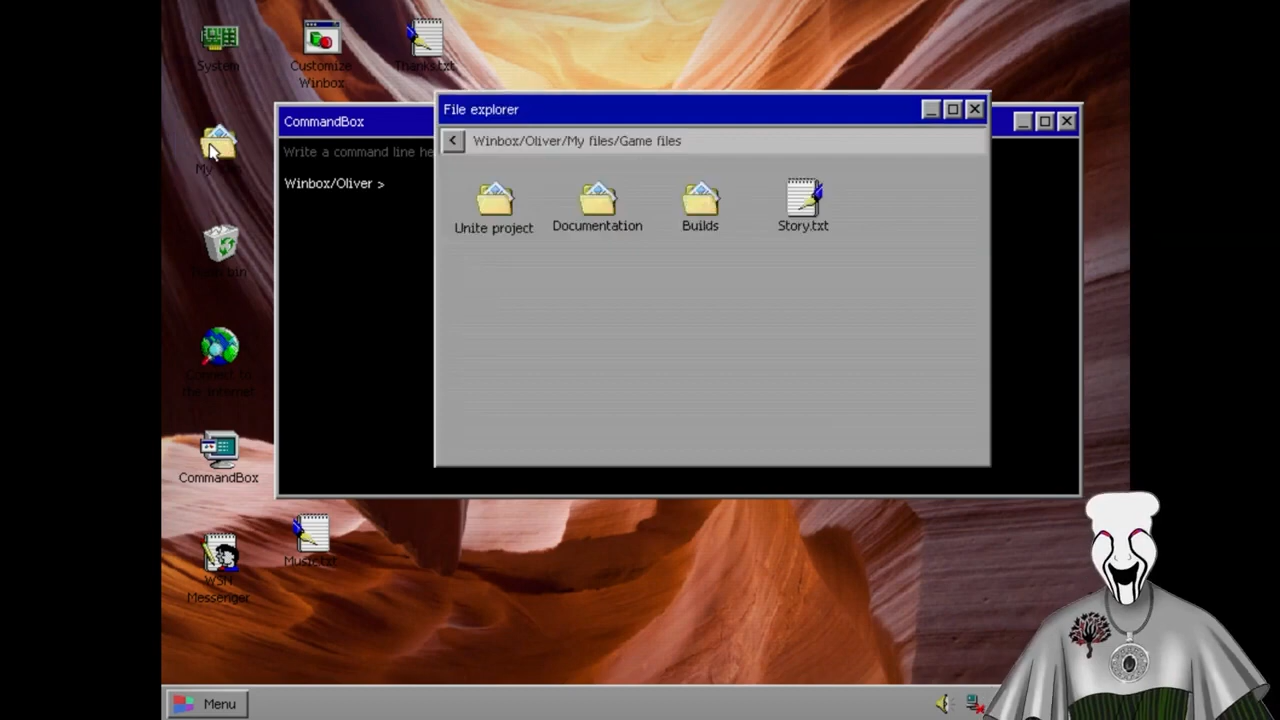 System
Customize
Winbox
Thanks.txt
File explorer
CommandBox
Winbox/Oliver/My files/Game files
Write a command line he
My
Winbox/Oliver >
Unite project
Documentation
Builds
Story.txt
bin
Connect to
the internet
CommandBox
Music.txt
WSN
Messenger
Menu